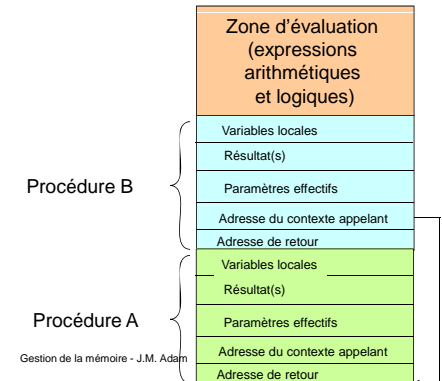 Zone d'évaluation
(expressions
arithmétiques
et logiques)
Variables locales
Résultat(s)
Procédure B
Paramètres effectifs
Adresse du contexte appelant
Adresse de retour
Variables locales
Résultat(s)
Procédure A
Paramètres effectifs
Gestion de la mémoire - J.M. Adam
Adresse du contexte appelant
Adresse de retour